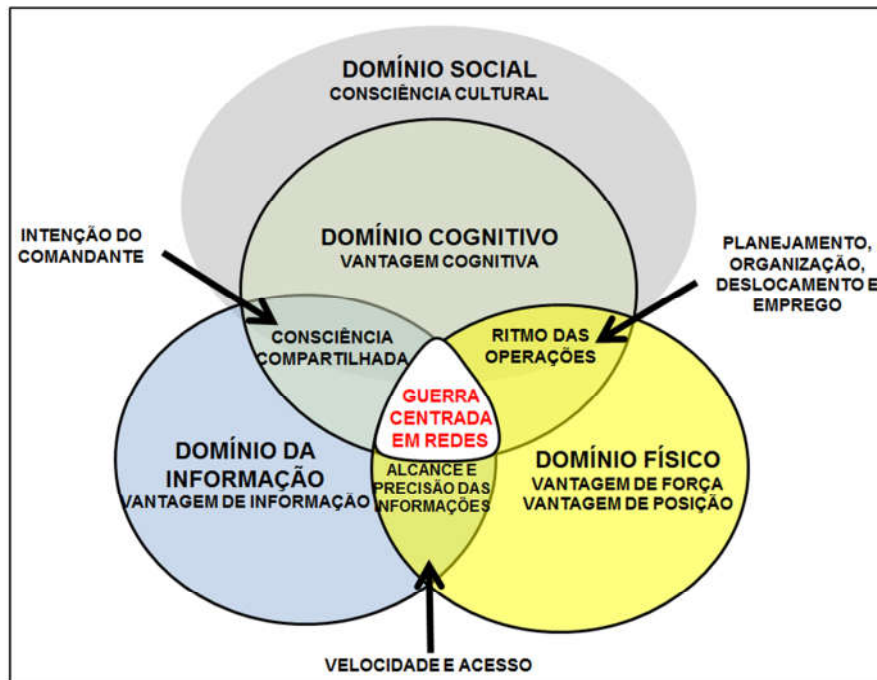 DOMÍNIO SOCIAL
CONSCIÊNCIA CULTURAL
DOMÍNIO COGNITIVO
VANTAGEM COGNITIVA
INTENÇÃO DO
COMANDANTE
PLANEJAMENTO,
ORGANIZAÇÃO,
DESLOCAMENTO E
EMPREGO
CONSCIÊNCIA
COMPARTILHADA
RITMO DAS
OPERAÇÕES
GUERRA
CENTRADA
EM REDES
DOMÍNIO DA
INFORMAÇÃO
VANTAGEM DE INFORMAÇÃO
ALCANCE E
PRECISÃO DAS
INFORMAÇÕES
DOMÍNIO FÍSICO
VANTAGEM DE FORÇA
VANTAGEM DE POSIÇÃO
VELOCIDADE E ACESSO